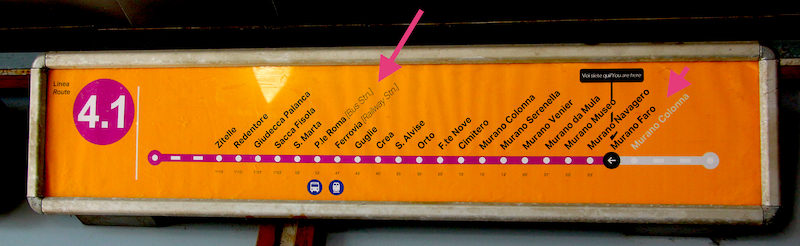 Linea
Route
4.1
Zitelle
Redentore
Giudecca Palanca
Sacca Fisola
S. Marta
P.le Roma [Bus Stn.]
Ferrovia [Railway Stn]
Guglie
Crea
S. Alvise
Orto
F.te Nove
Cimitero
Murano Colonna
Murano Serenella
Murano Venier
Murano da Mula
Murano Museo
Murano Navagero
Murano Faro
Murano Colonna
Voi siete qui/You are here